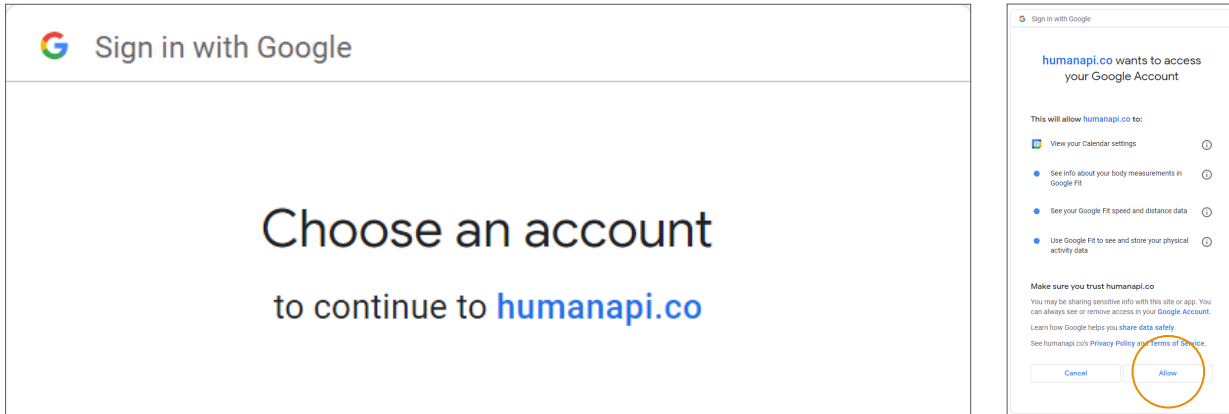 Sign in with Google
Choose an account
to continue to humanapi.co
Sign in with Google
humanapi.co wants to access
your Google Account
This will allow humanapi.co to:
View your Calendar settings
See info about your body measurements in
Google Fit
See your Google Fit speed and distance data
Use Google Fit to see and store your physical
activity data
Make sure you trust humanapi.co
You may be sharing sensitive info with this site or app. You
can always see or remove access in your Google Account.
Learn how Google helps you share data safely.
See humanapi.co's Privacy Policy and Terms of Service.
Cancel
Allow